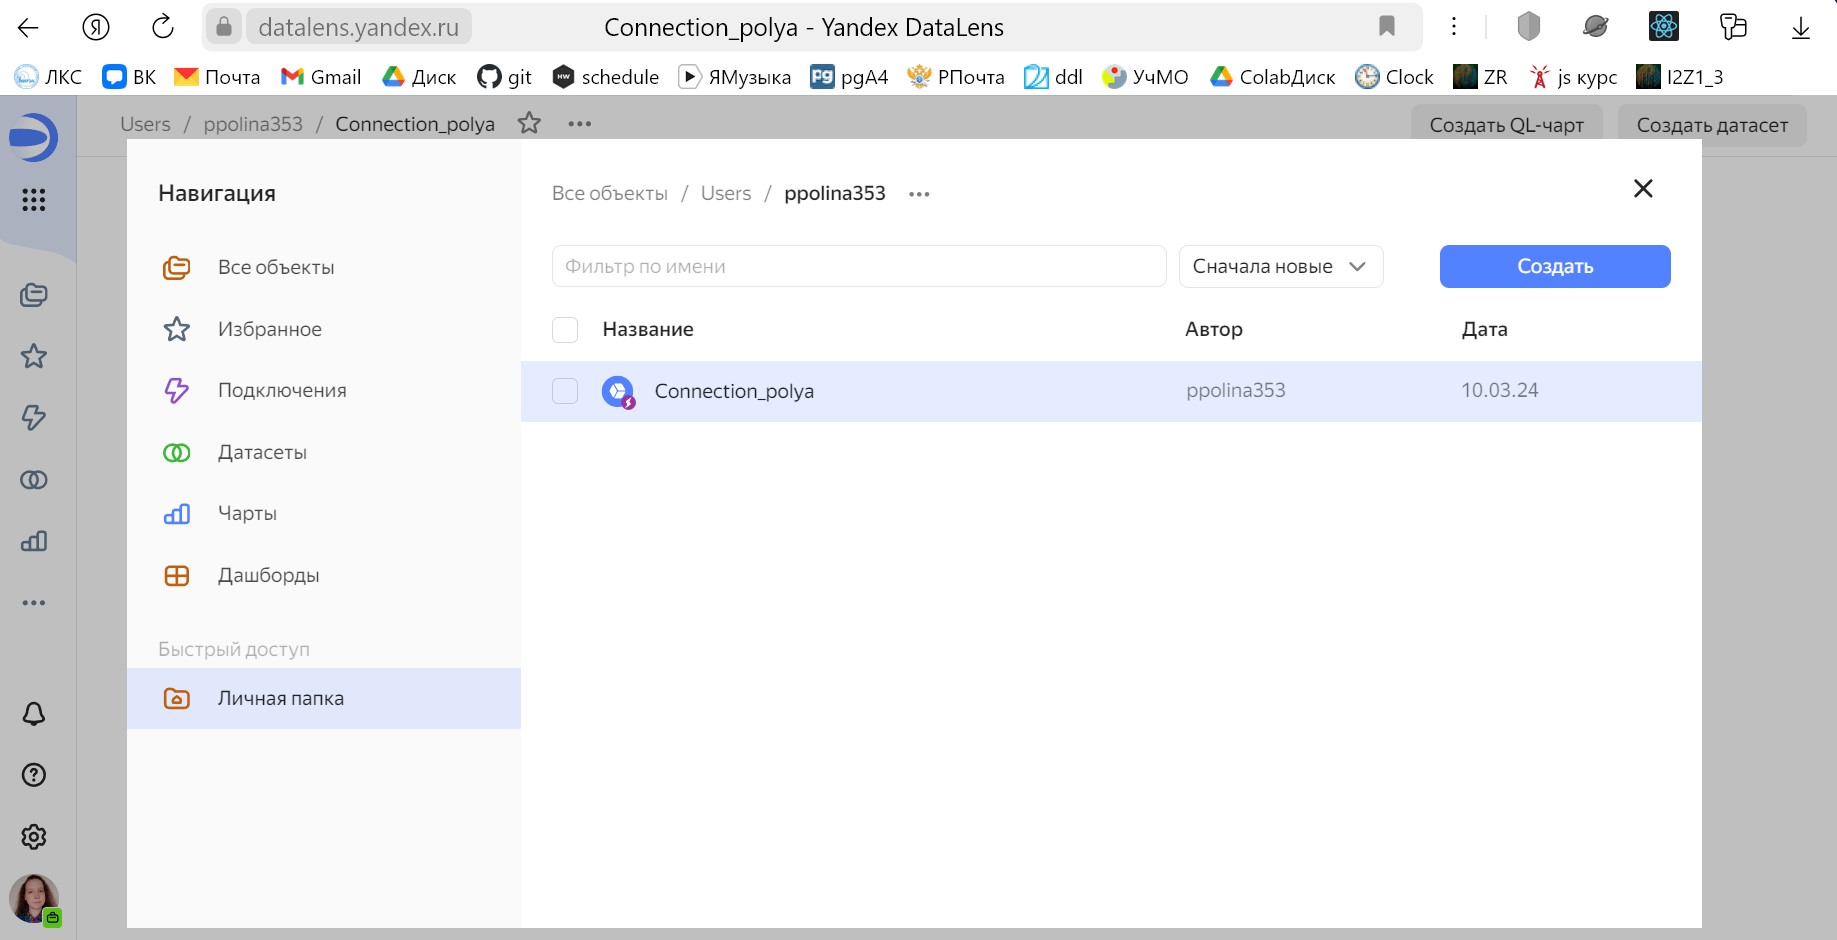 Я datalens.yandex.ru Connection_polya - Yandex DataLens
ЛКС ВК Почта Gmail Диск git schedule ЯМузыка pgA4 РПочта ddl УчМО ColabДиск Clock ZR js курс I2Z1_3
Users / ppolina353 / Connection_polya Создать QL-чарт Создать датасет
Навигация
Все объекты
Избранное
Подключения
Датасеты
Чарты
Дашборды
Быстрый доступ
Личная папка
Все объекты / Users / ppolina353
Фильтр по имени Сначала новые Создать
Название Автор Дата
Connection_polya ppolina353 10.03.24